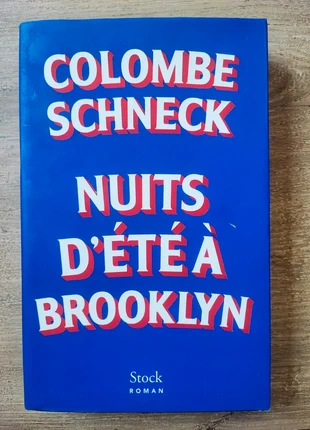 COLOMBE
SCHNECK
NUITS
D'ÉTÉ À
BROOKLYN
Stock
ROMAN